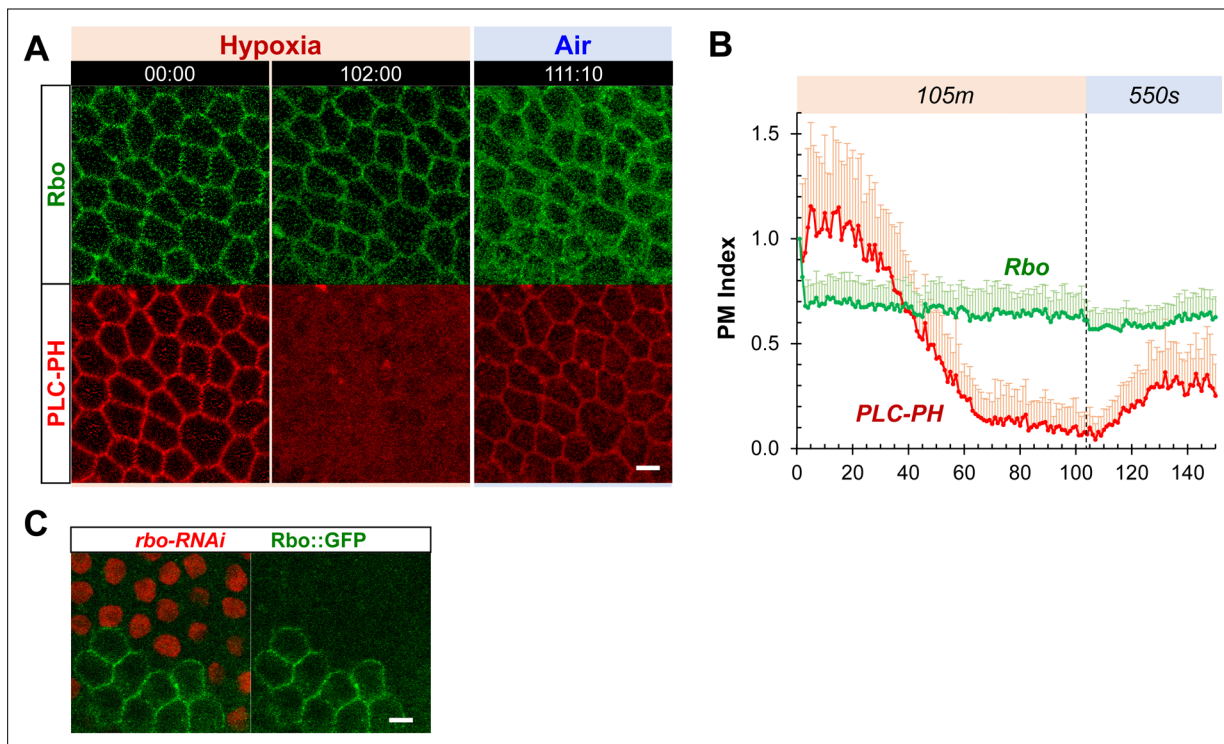 A
Hypoxia
Air
00:00
102:00
111:10
Rbo
PLC-PH
B
105m
550s
PM Index
1.5
1.0
0.5
0.0
Rbo
PLC-PH
0
20
40
60
80
100
120
140
C
rbo-RNAi
Rbo::GFP